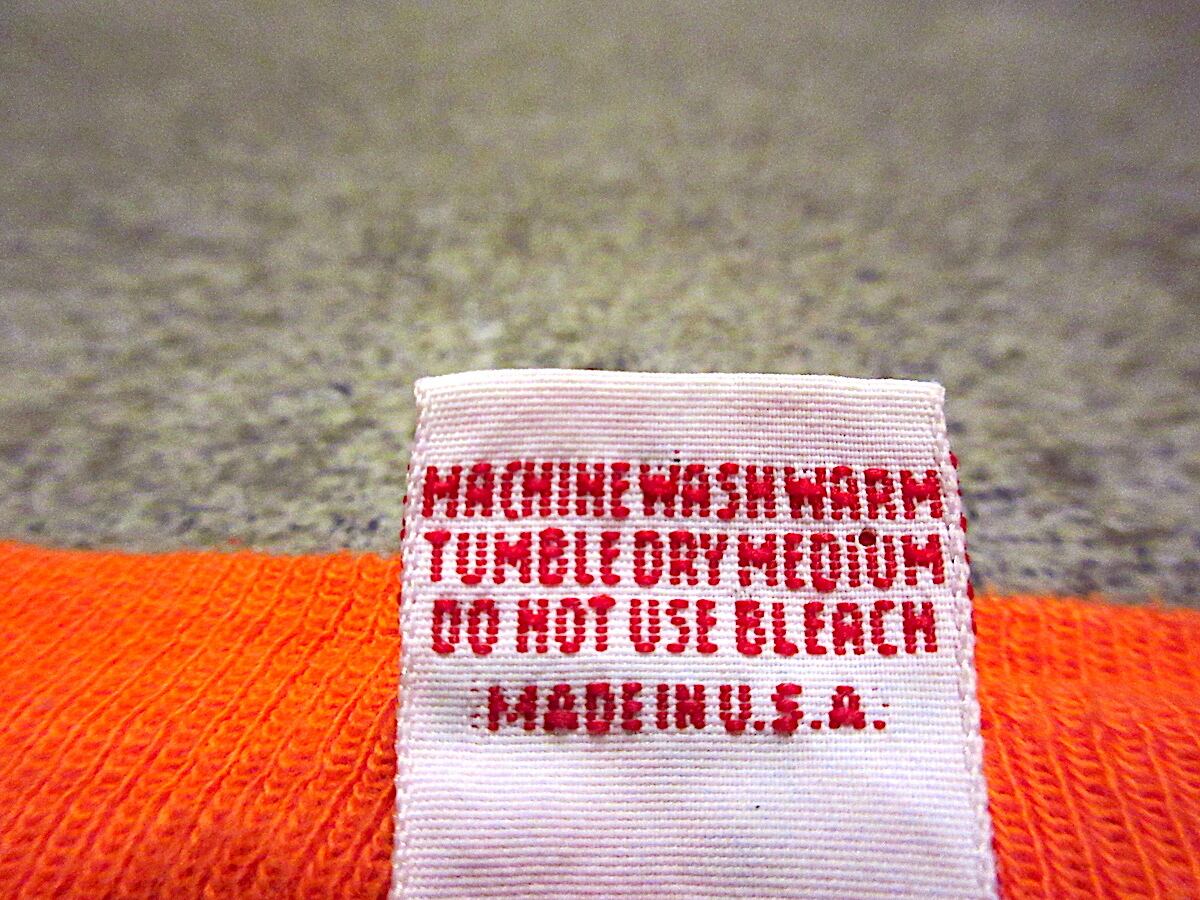 MACHINE WASH WARM
TUMBLE DRY MEDIUM
DO NOT USE BLEACH
MADE IN U.S.A.